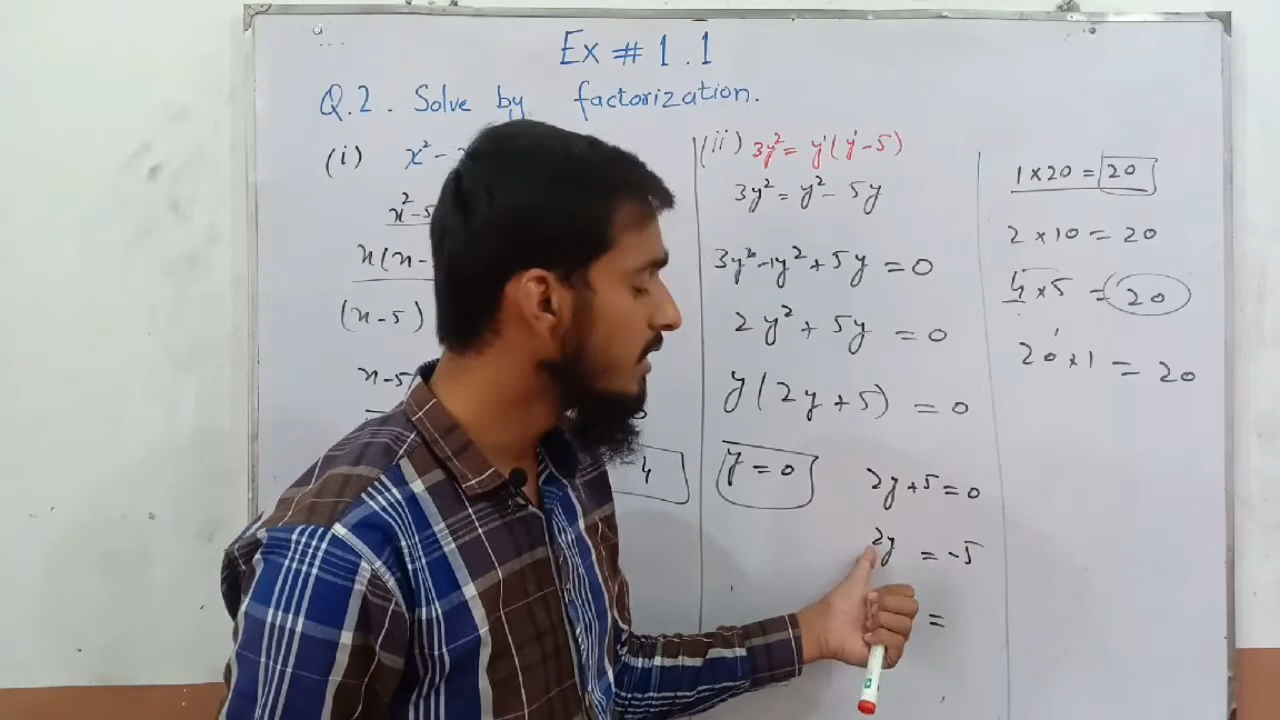 Ex # 1.1
Q.2. Solve by factorization.
(i) x² -
x² - 5
x(x -
(x-5)
x-5
4
(ii) 3y² = y(y-5)
3y² = y² - 5y
3y² - 1y² + 5y = 0
2y² + 5y = 0
y(2y + 5) = 0
y = 0
2y + 5 = 0
2y = -5
=
1 × 20 = 20
2 × 10 = 20
4 × 5 = 20
20 × 1 = 20